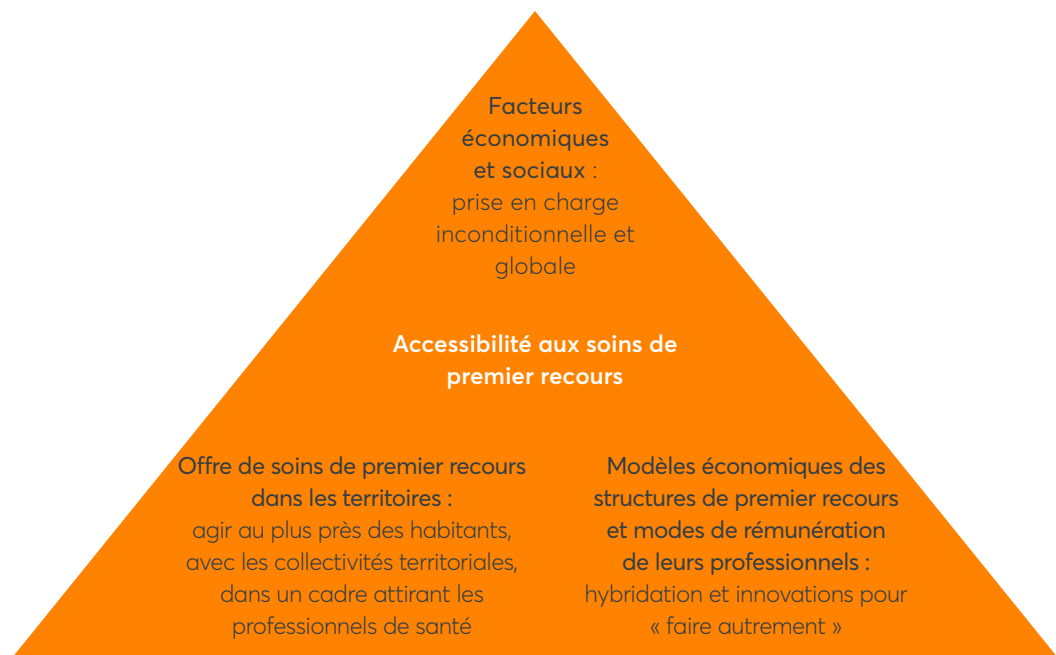 Facteurs
économiques
et sociaux :
prise en charge
inconditionnelle et
globale
Accessibilité aux soins de
premier recours
Offre de soins de premier recours
dans les territoires :
agir au plus près des habitants,
avec les collectivités territoriales,
dans un cadre attirant les
professionnels de santé
Modèles économiques des
structures de premier recours
et modes de rémunération
de leurs professionnels :
hybridation et innovations pour
« faire autrement »